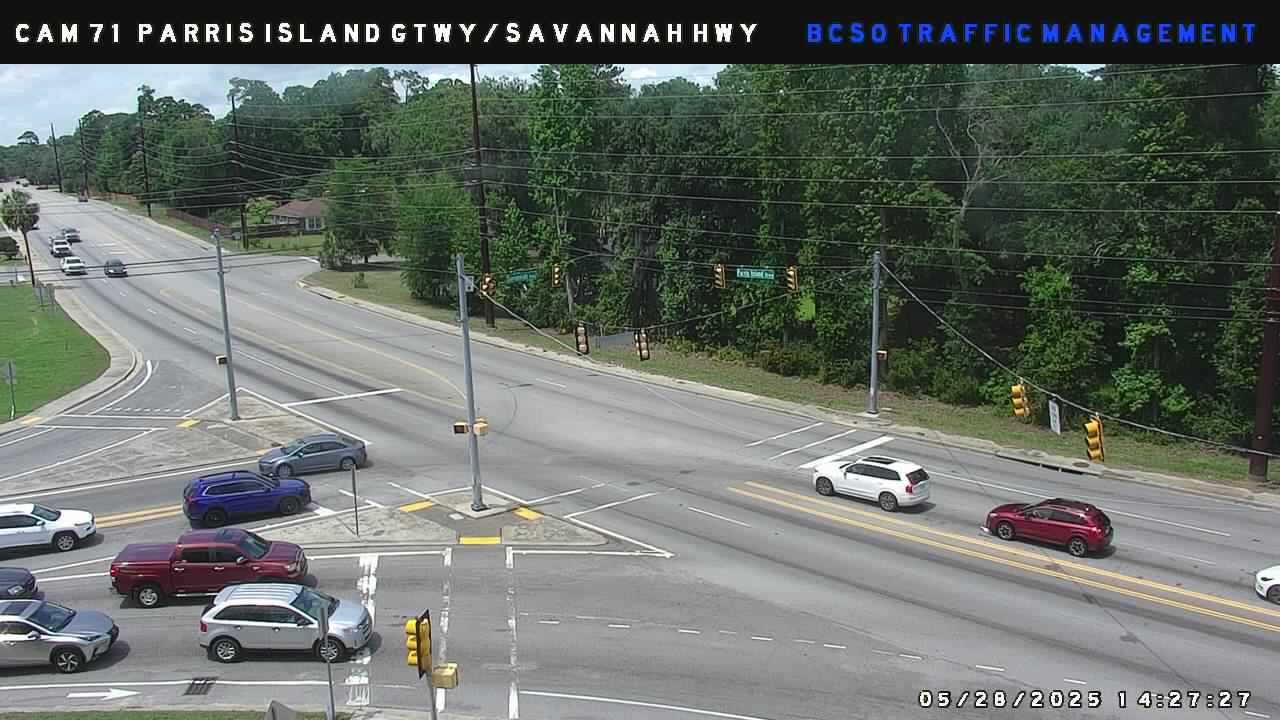 CAM 71 PARRIS ISLAND GTWY/SAVANNAH HWY
BCSO TRAFFIC MANAGEMENT
05/28/2025 14:27:27